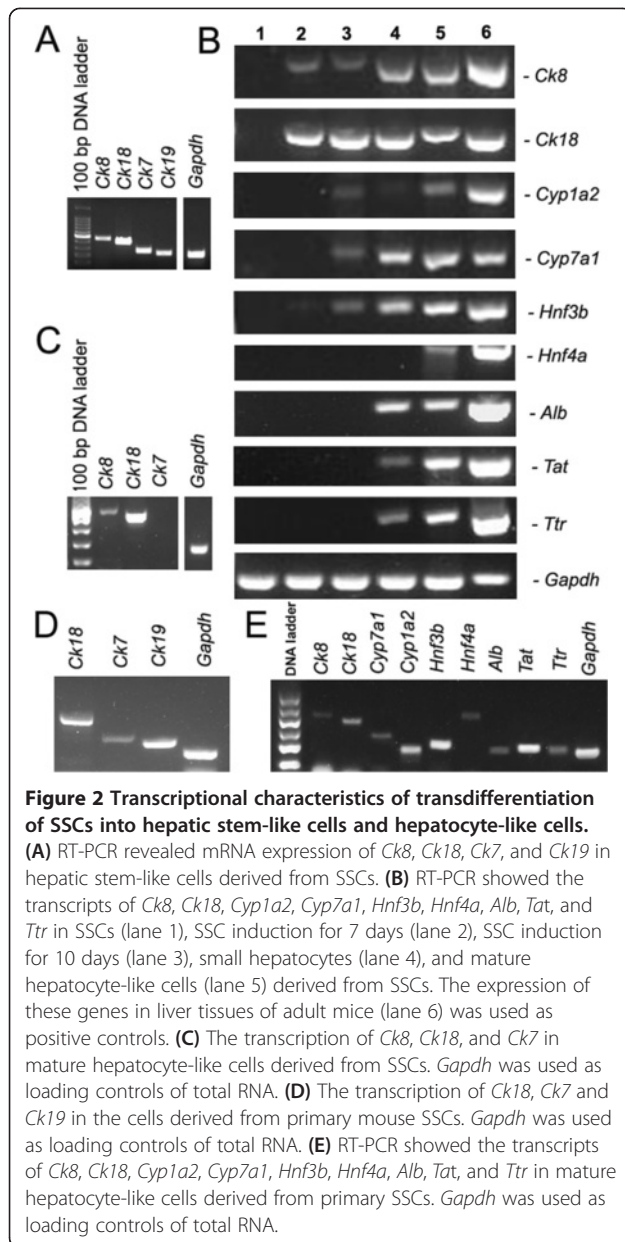 A
100 bp DNA ladder
Ck8
Ck18
Ck7
Ck19
Gapdh
B
1 2 3 4 5 6
- Ck8
- Ck18
- Cyp1a2
- Cyp7a1
- Hnf3b
- Hnf4a
- Alb
- Tat
- Ttr
- Gapdh
C
100 bp DNA ladder
Ck8
Ck18
Ck7
Gapdh
D
Ck18
Ck7
Ck19
Gapdh
E
DNA ladder
Ck8
Ck18
Cyp7a1
Cyp1a2
Hnf3b
Hnf4a
Alb
Tat
Ttr
Gapdh
Figure 2 Transcriptional characteristics of transdifferentiation
of SSCs into hepatic stem-like cells and hepatocyte-like cells.
(A) RT-PCR revealed mRNA expression of Ck8, Ck18, Ck7, and Ck19 in
hepatic stem-like cells derived from SSCs. (B) RT-PCR showed the
transcripts of Ck8, Ck18, Cyp1a2, Cyp7a1, Hnf3b, Hnf4a, Alb, Tat, and
Ttr in SSCs (lane 1), SSC induction for 7 days (lane 2), SSC induction
for 10 days (lane 3), small hepatocytes (lane 4), and mature
hepatocyte-like cells (lane 5) derived from SSCs. The expression of
these genes in liver tissues of adult mice (lane 6) was used as
positive controls. (C) The transcription of Ck8, Ck18, and Ck7 in
mature hepatocyte-like cells derived from SSCs. Gapdh was used as
loading controls of total RNA. (D) The transcription of Ck18, Ck7 and
Ck19 in the cells derived from primary mouse SSCs. Gapdh was used
as loading controls of total RNA. (E) RT-PCR showed the transcripts
of Ck8, Ck18, Cyp1a2, Cyp7a1, Hnf3b, Hnf4a, Alb, Tat, and Ttr in mature
hepatocyte-like cells derived from primary SSCs. Gapdh was used as
loading controls of total RNA.